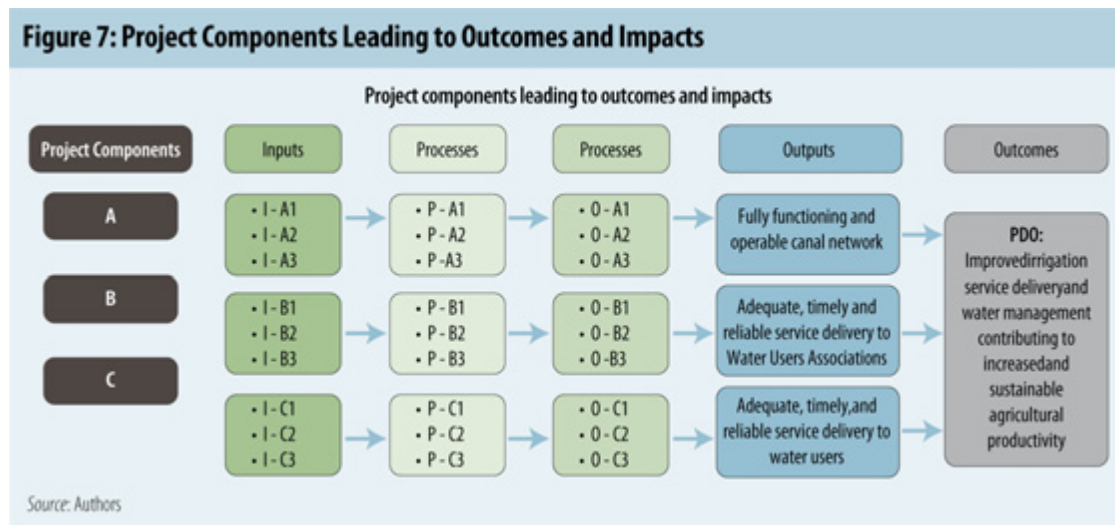 Figure 7: Project Components Leading to Outcomes and Impacts
Project components leading to outcomes and impacts
Project Components
Inputs
Processes
Processes
Outputs
Outcomes
A
B
C
• I - A1
• I - A2
• I - A3
• P - A1
• P - A2
• P -A3
• O - A1
• O - A2
• O - A3
Fully functioning and
operable canal network
• I - B1
• I - B2
• I - B3
• P - B1
• P - B2
• P - B3
• O - B1
• O - B2
• O -B3
Adequate, timely and
reliable service delivery to
Water Users Associations
• I - C1
• I - C2
• I - C3
• P - C1
• P - C2
• P - C3
• O - C1
• O - C2
• O - C3
Adequate, timely,and
reliable service delivery to
water users
PDO:
Improvedirrigation
service deliveryand
water management
contributing to
increasedand
sustainable
agricultural
productivity
Source: Authors